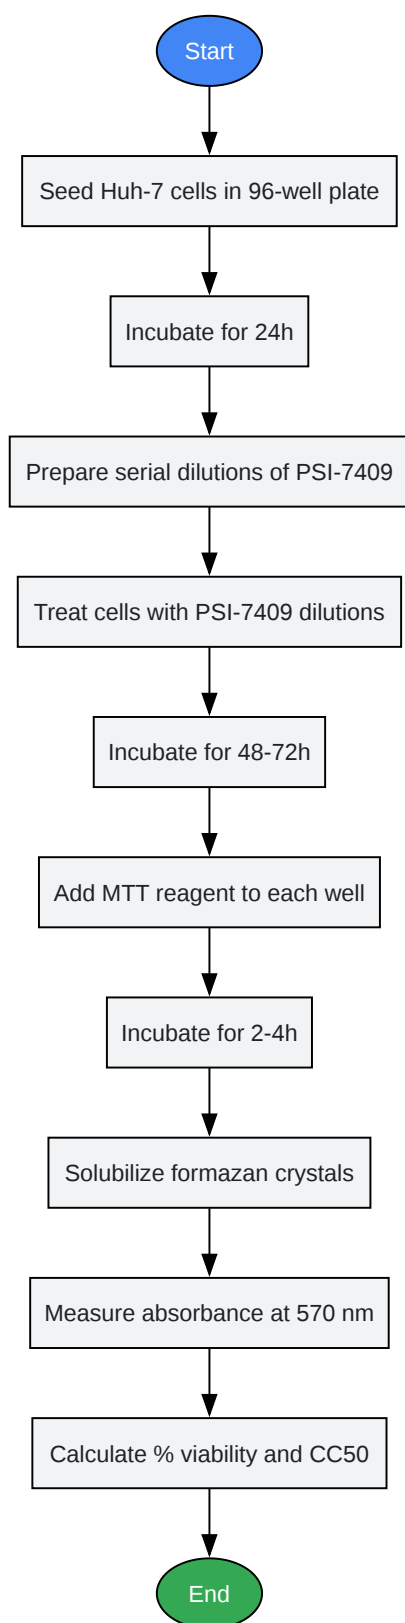 Start
Seed Huh-7 cells in 96-well plate
Incubate for 24h
Prepare serial dilutions of PSI-7409
Treat cells with PSI-7409 dilutions
Incubate for 48-72h
Add MTT reagent to each well
Incubate for 2-4h
Solubilize formazan crystals
Measure absorbance at 570 nm
Calculate % viability and CC50
End